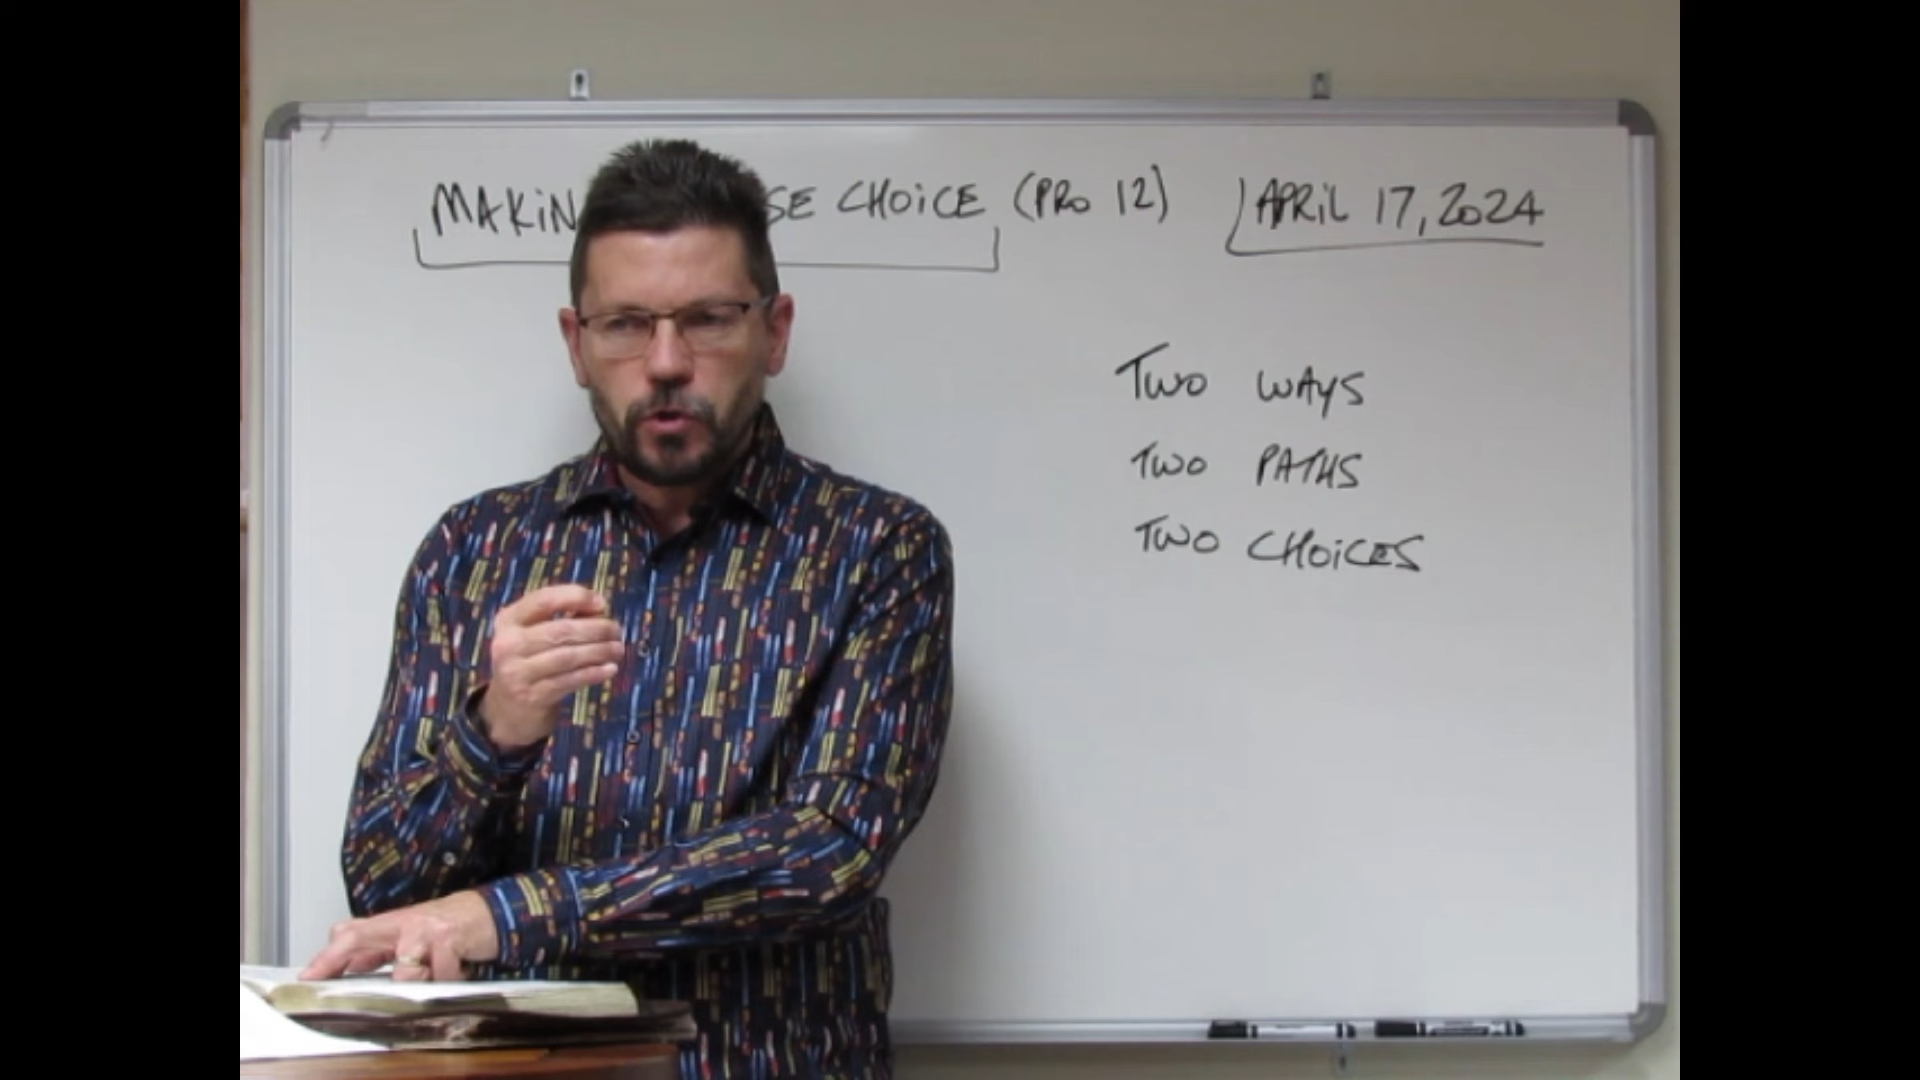 MAKiN SE CHOiCE (PRO 12) APRiL 17, 2024
TWO WAYS
TWO PATHS
TWO CHOiCES